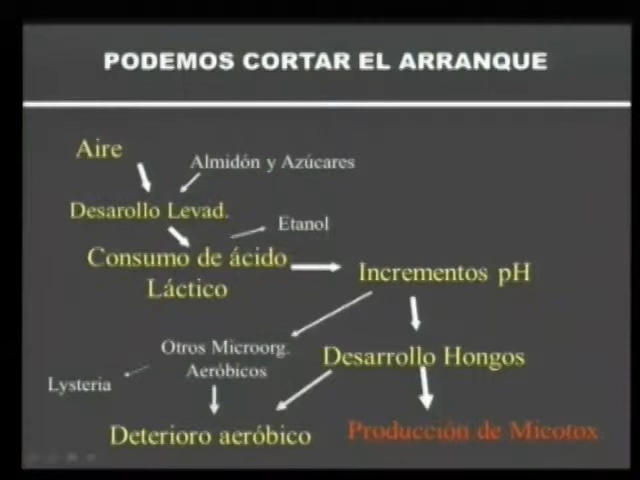 PODEMOS CORTAR EL ARRANQUE
Aire
Almidón y Azúcares
Desarollo Levad.
Etanol
Consumo de ácido
Láctico
Incrementos pH
Otros Microorg.
Aeróbicos
Desarrollo Hongos
Lysteria
Deterioro aeróbico
Producción de Micotox.